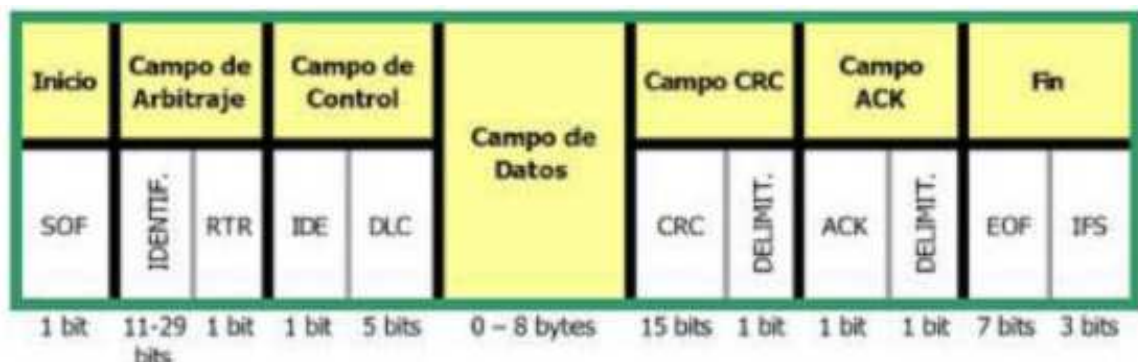 Inicio
Campo de
Arbitraje
Campo de
Control
Campo de
Datos
Campo CRC
Campo
ACK
Fin
SOF
IDENTIF.
RTR
IDE
DLC
CRC
DELIMIT.
ACK
DELIMIT.
EOF
IFS
1 bit
11-29
bits
1 bit
1 bit
5 bits
0 – 8 bytes
15 bits
1 bit
1 bit
1 bit
7 bits
3 bits